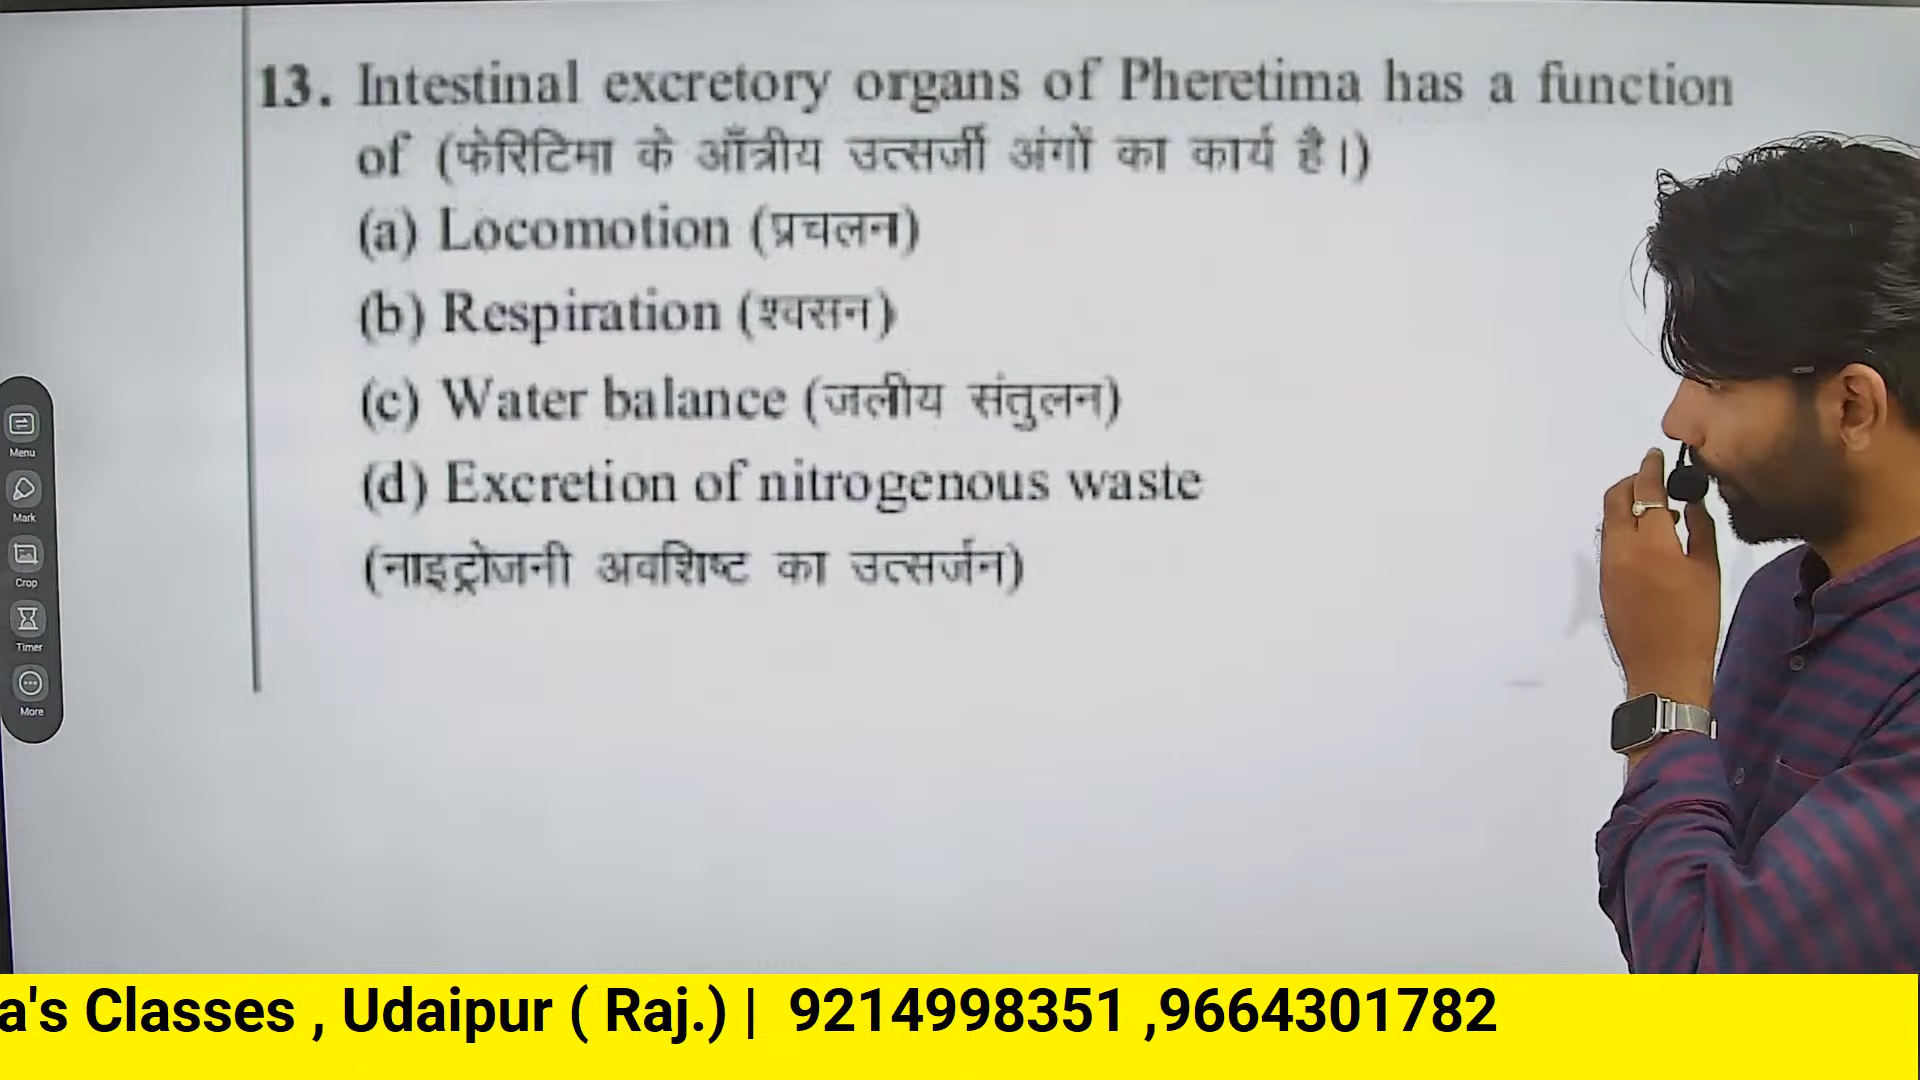 13. Intestinal excretory organs of Pheretima has a function
of (फेरिटिमा के आँत्रीय उत्सर्जी अंगों का कार्य है।)
(a) Locomotion (प्रचलन)
(b) Respiration (श्वसन)
(c) Water balance (जलीय संतुलन)
(d) Excretion of nitrogenous waste
(नाइट्रोजनी अवशिष्ट का उत्सर्जन)
Menu
Mark
Crop
Timer
More
a's Classes , Udaipur ( Raj.) | 9214998351 ,9664301782